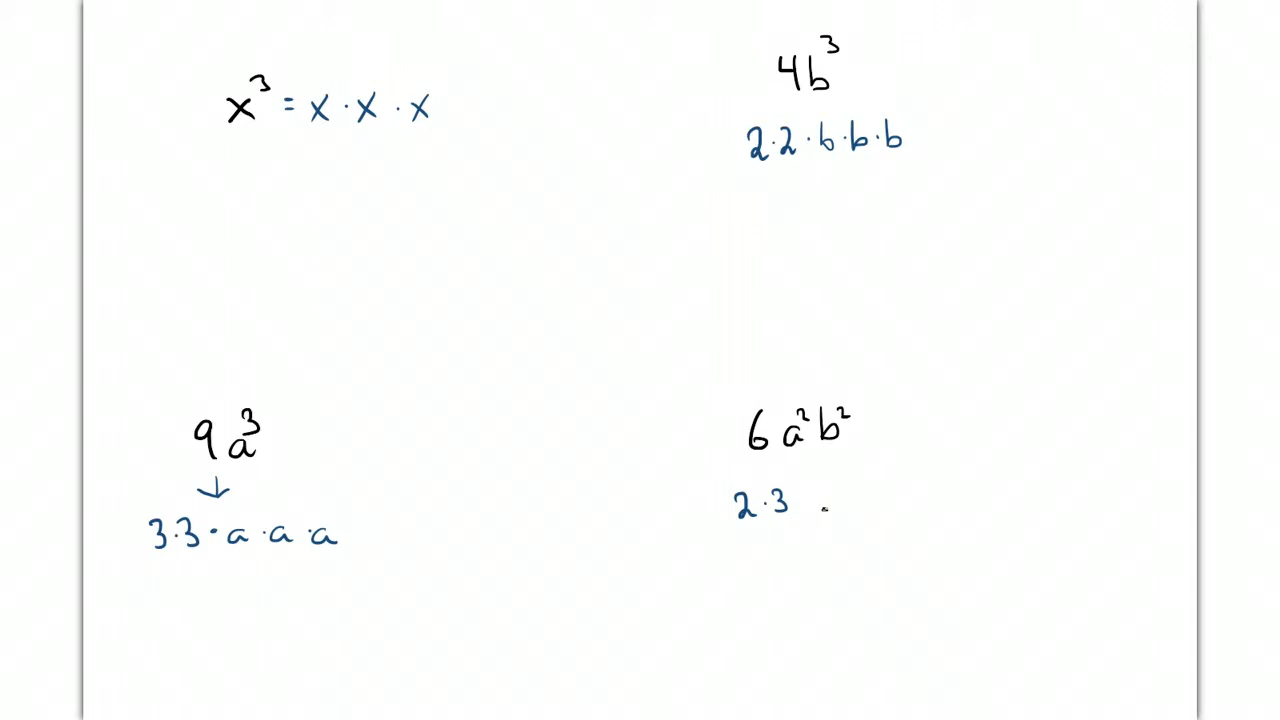 x³ = x · x · x
4b³
2 · 2 · b · b · b
9a³
↓
3 · 3 · a · a · a
6a²b²
2 · 3 ·